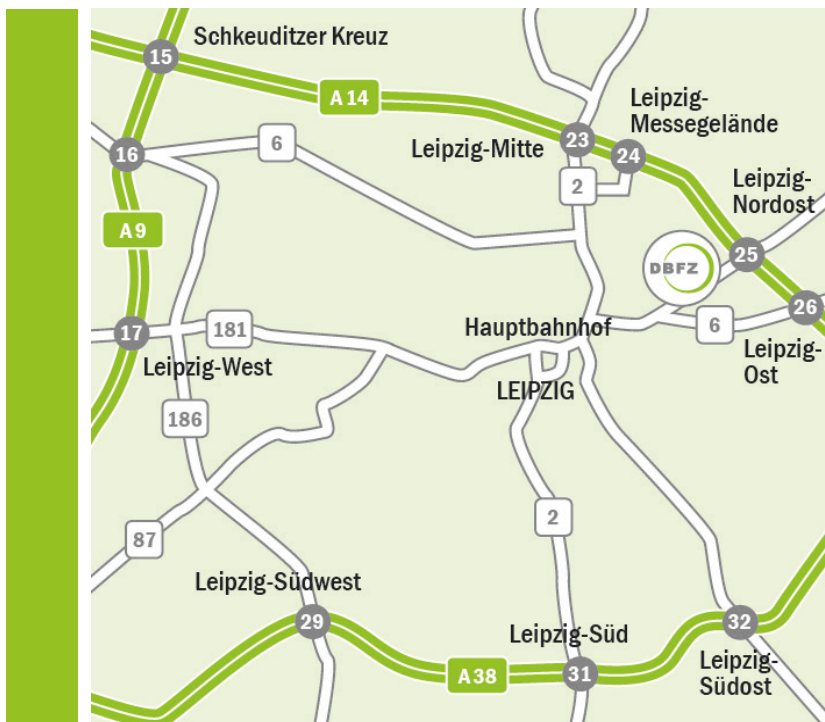 Schkeuditzer Kreuz
15
A 14
Leipzig-
Messegelände
23
Leipzig-Mitte
24
16
6
2
Leipzig-
Nordost
A 9
25
DBFZ
26
17
181
Hauptbahnhof
6
Leipzig-West
Leipzig-
Ost
LEIPZIG
186
2
87
Leipzig-Südwest
29
Leipzig-Süd
32
A 38
31
Leipzig-
Südost